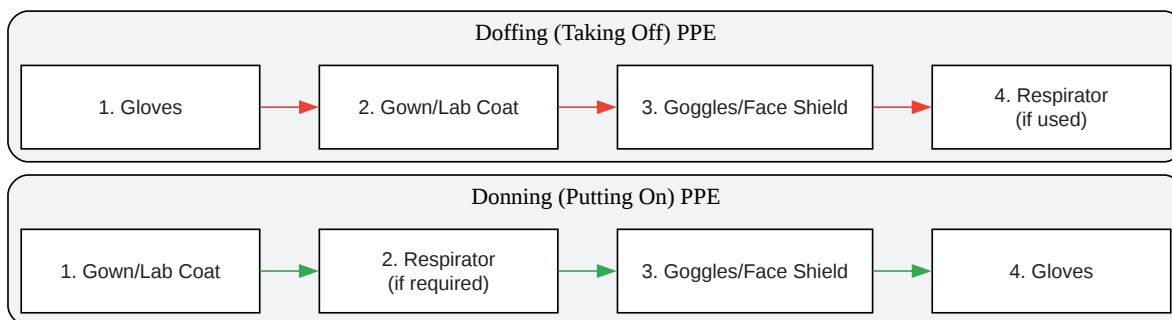 Doffing (Taking Off) PPE
1. Gloves
2. Gown/Lab Coat
3. Goggles/Face Shield
4. Respirator
(if used)
Donning (Putting On) PPE
1. Gown/Lab Coat
2. Respirator
(if required)
3. Goggles/Face Shield
4. Gloves